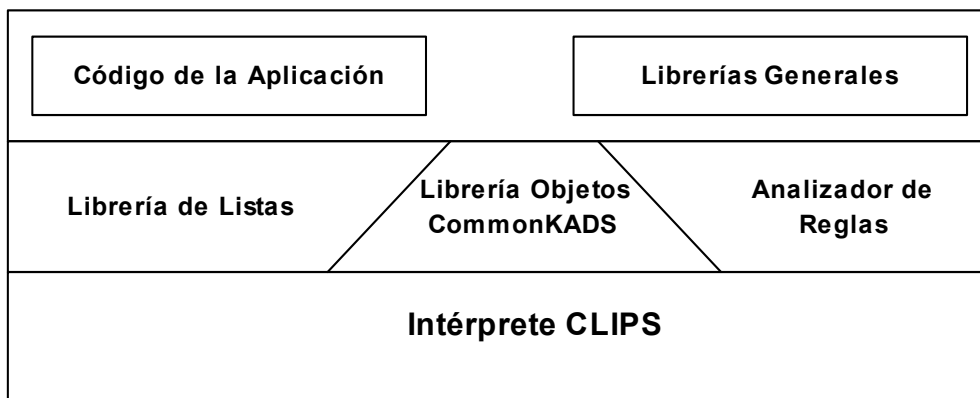 Código de la Aplicación
Librerías Generales
Librería de Listas
Librería Objetos
CommonKADS
Analizador de
Reglas
Intérprete CLIPS